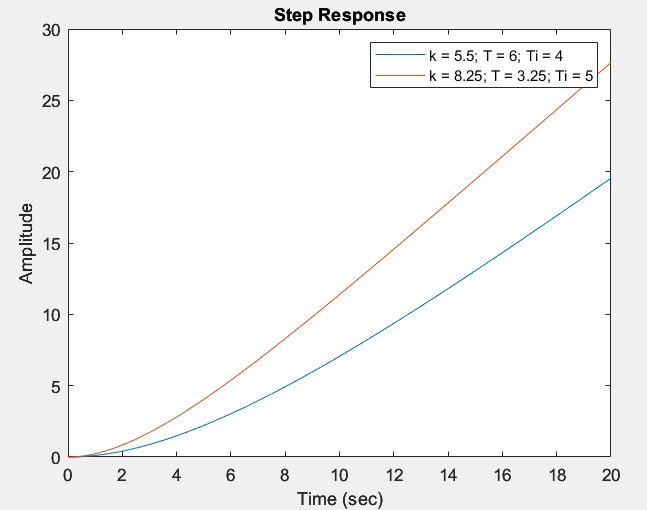 Step Response
30
25
20
15
10
5
0
Amplitude
k = 5.5; T = 6; Ti = 4
k = 8.25; T = 3.25; Ti = 5
0 2 4 6 8 10 12 14 16 18 20
Time (sec)